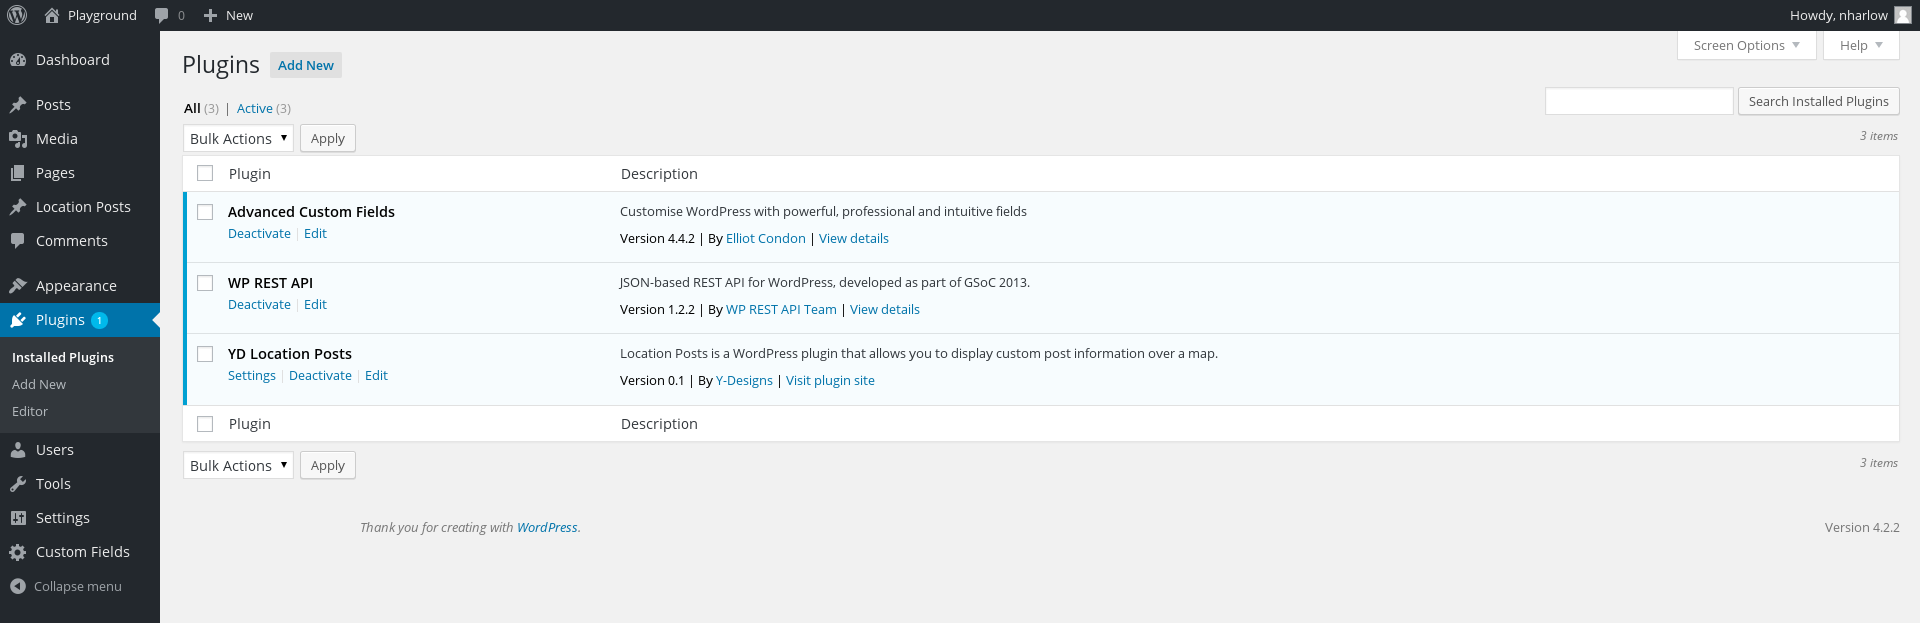 Playground 0 New Howdy, nharlow
Screen Options Help
Dashboard
Posts
Media
Pages
Location Posts
Comments
Appearance
Plugins 1
Installed Plugins
Add New
Editor
Users
Tools
Settings
Custom Fields
Collapse menu
Plugins Add New
All (3) | Active (3)
Search Installed Plugins
Bulk Actions Apply
3 items
Plugin Description
Advanced Custom Fields
Deactivate | Edit
Customise WordPress with powerful, professional and intuitive fields
Version 4.4.2 | By Elliot Condon | View details
WP REST API
Deactivate | Edit
JSON-based REST API for WordPress, developed as part of GSoC 2013.
Version 1.2.2 | By WP REST API Team | View details
YD Location Posts
Settings | Deactivate | Edit
Location Posts is a WordPress plugin that allows you to display custom post information over a map.
Version 0.1 | By Y-Designs | Visit plugin site
Plugin Description
Bulk Actions Apply
3 items
Thank you for creating with WordPress.
Version 4.2.2